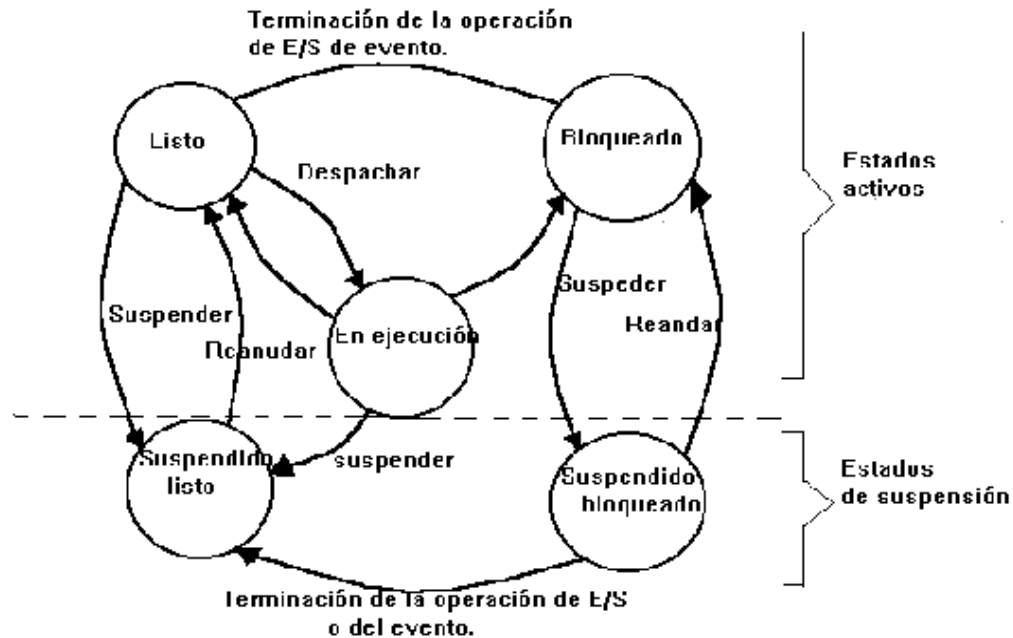 Terminación de la operación
de E/S de evento.
Listo
Bloqueado
Despachar
Estados
activos
Suspender
Reanudar
En ejecución
Suspeder
Reandar
Suspendido
listo
suspender
Suspendido
bloqueado
Estados
de suspensión
Terminación de la operación de E/S
o del evento.